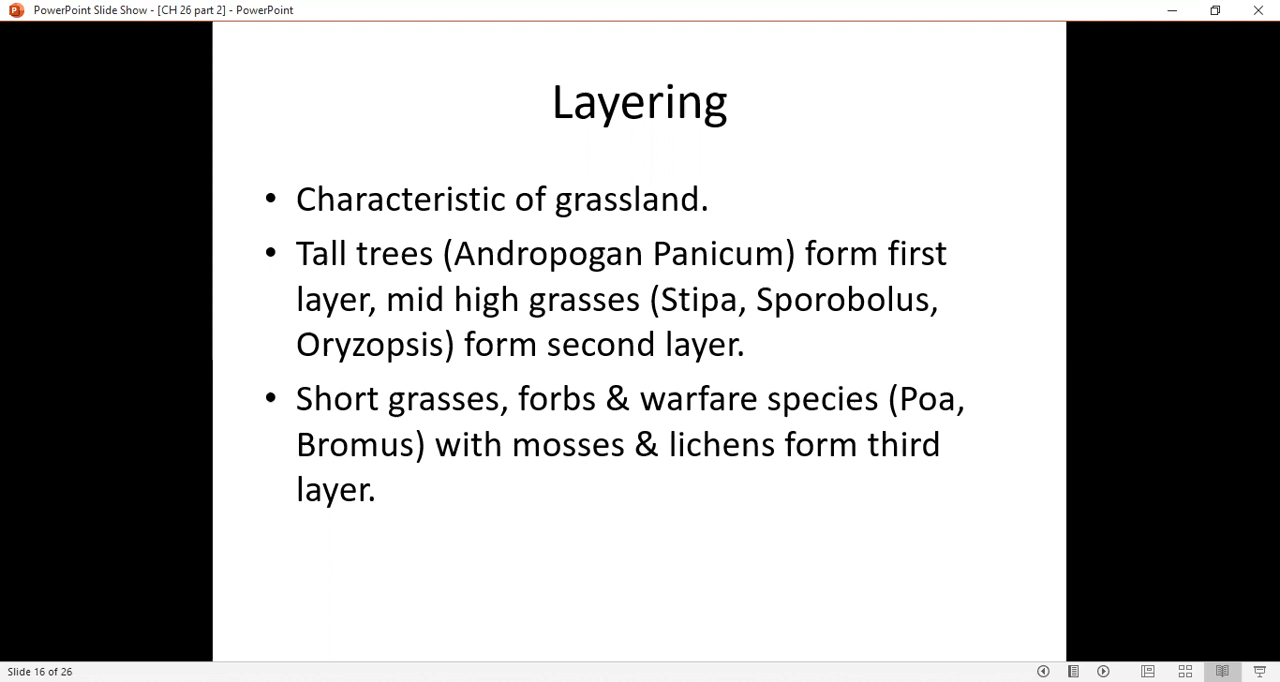 PowerPoint Slide Show - [CH 26 part 2] - PowerPoint
Layering
• Characteristic of grassland.
• Tall trees (Andropogan Panicum) form first
layer, mid high grasses (Stipa, Sporobolus,
Oryzopsis) form second layer.
• Short grasses, forbs & warfare species (Poa,
Bromus) with mosses & lichens form third
layer.
Slide 16 of 26